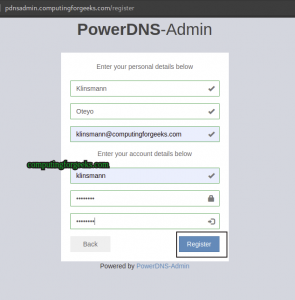 pdnsadmin.computingforgeeks.com/register
PowerDNS-Admin
Enter your personal details below
Klinsmann
Oteyo
klinsmann@computingforgeeks.com
Enter your account details below
computingforgeeks.com
klinsmann
••••••••
••••••••
Back
Register
Powered by PowerDNS-Admin